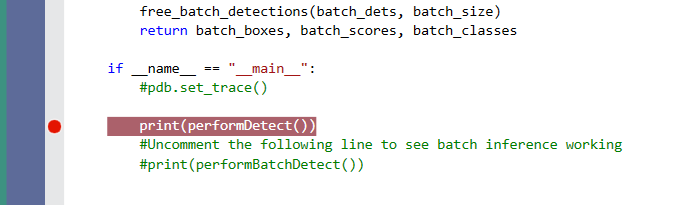 free_batch_detections(batch_dets, batch_size)
return batch_boxes, batch_scores, batch_classes
if __name__ == "__main__":
#pdb.set_trace()
print(performDetect())
#Uncomment the following line to see batch inference working
#print(performBatchDetect())